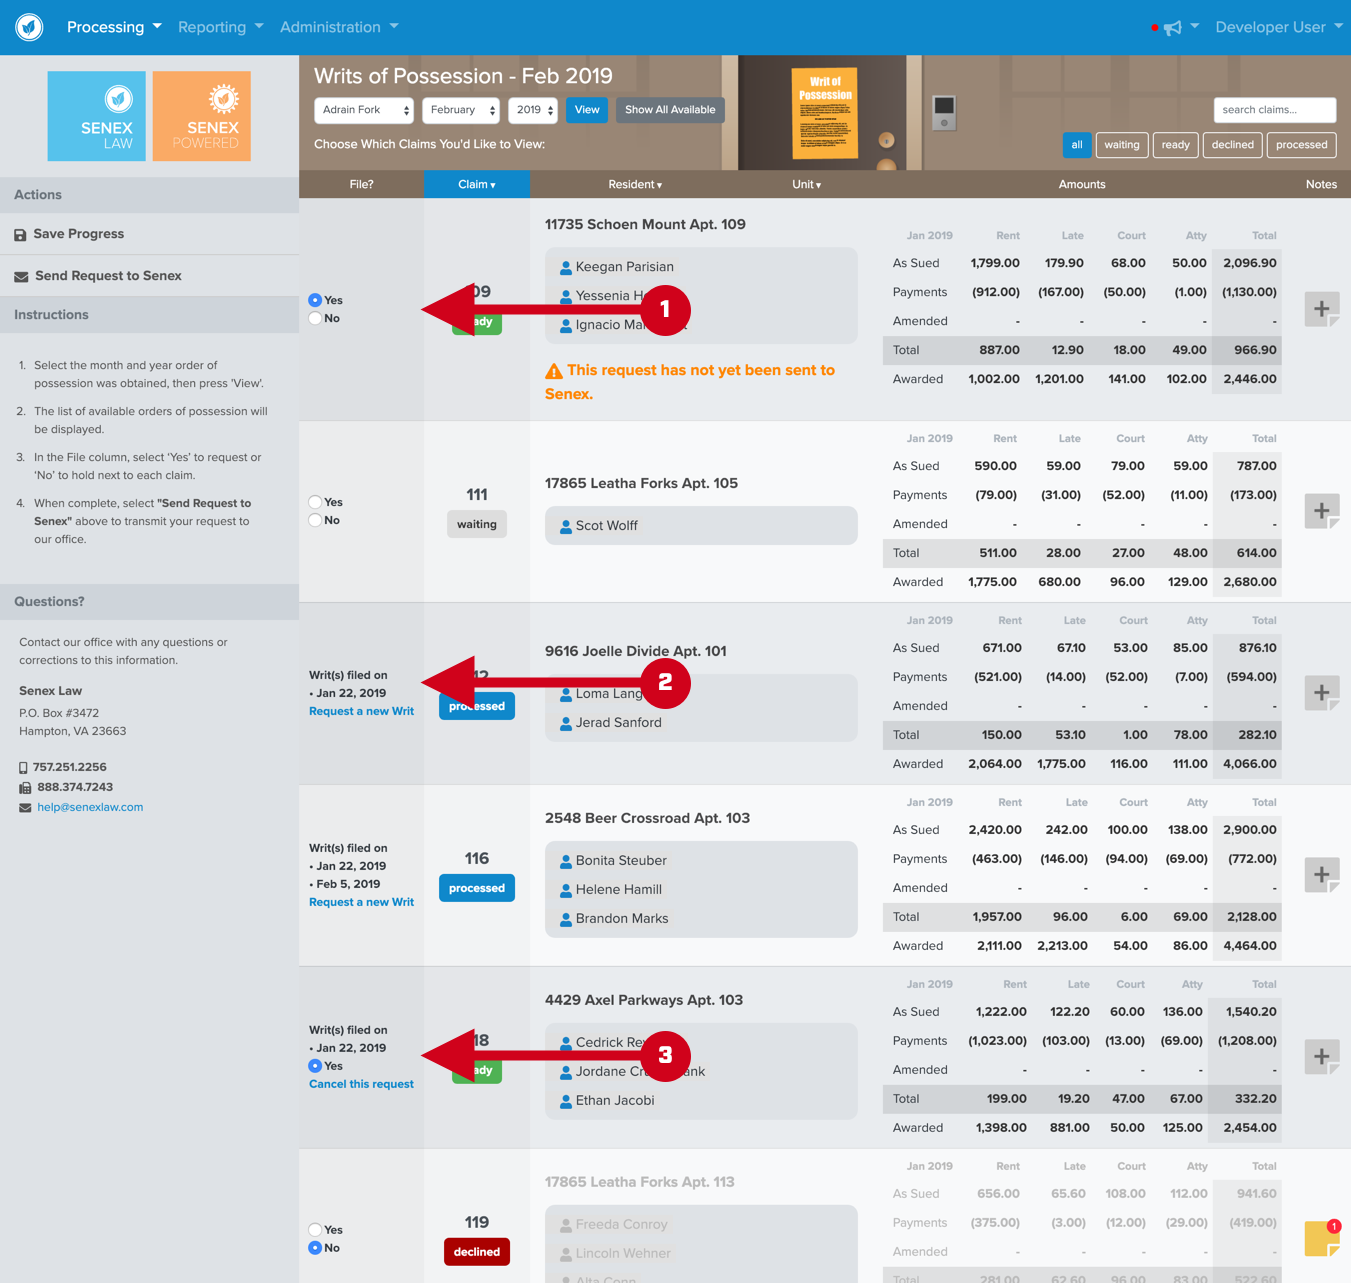 Processing
Reporting
Administration
Developer User
SENEX
LAW
SENEX
POWERED
Writs of Possession - Feb 2019
Adrain Fork
February
2019
View
Show All Available
Choose Which Claims You'd Like to View:
Writ of
Possession
search claims...
all
waiting
ready
declined
processed
Actions
Save Progress
Send Request to Senex
Instructions
1. Select the month and year order of
possession was obtained, then press 'View'.
2. The list of available orders of possession will
be displayed.
3. In the File column, select 'Yes' to request or
'No' to hold next to each claim.
4. When complete, select "Send Request to
Senex" above to transmit your request to
our office.
Questions?
Contact our office with any questions or
corrections to this information.
Senex Law
P.O. Box #3472
Hampton, VA 23663
757.251.2256
888.374.7243
help@senexlaw.com
File?
Claim
Resident
Unit
Amounts
Notes
Yes
No
1
11735 Schoen Mount Apt. 109
Keegan Parisian
Yessenia
Ignacio
This request has not yet been sent to
Senex.
Jan 2019 Rent Late Court Atty Total
As Sued 1,799.00 179.90 68.00 50.00 2,096.90
Payments (912.00) (167.00) (50.00) (1.00) (1,130.00)
Amended - - - - -
Total 887.00 12.90 18.00 49.00 966.90
Awarded 1,002.00 1,201.00 141.00 102.00 2,446.00
Yes
No
111
waiting
17865 Leatha Forks Apt. 105
Scot Wolff
Jan 2019 Rent Late Court Atty Total
As Sued 590.00 59.00 79.00 59.00 787.00
Payments (79.00) (31.00) (52.00) (11.00) (173.00)
Amended - - - - -
Total 511.00 28.00 27.00 48.00 614.00
Awarded 1,775.00 680.00 96.00 129.00 2,680.00
Writ(s) filed on
• Jan 22, 2019
Request a new Writ
processed
2
9616 Joelle Divide Apt. 101
Loma
Jerad Sanford
Jan 2019 Rent Late Court Atty Total
As Sued 671.00 67.10 53.00 85.00 876.10
Payments (521.00) (14.00) (52.00) (7.00) (594.00)
Amended - - - - -
Total 150.00 53.10 1.00 78.00 282.10
Awarded 2,064.00 1,775.00 116.00 111.00 4,066.00
Writ(s) filed on
• Jan 22, 2019
• Feb 5, 2019
Request a new Writ
116
processed
2548 Beer Crossroad Apt. 103
Bonita Steuber
Helene Hamill
Brandon Marks
Jan 2019 Rent Late Court Atty Total
As Sued 2,420.00 242.00 100.00 138.00 2,900.00
Payments (463.00) (146.00) (94.00) (69.00) (772.00)
Amended - - - - -
Total 1,957.00 96.00 6.00 69.00 2,128.00
Awarded 2,111.00 2,213.00 54.00 86.00 4,464.00
Writ(s) filed on
• Jan 22, 2019
Yes
Cancel this request
3
4429 Axel Parkways Apt. 103
Cedrick
Jordane
Ethan Jacobi
Jan 2019 Rent Late Court Atty Total
As Sued 1,222.00 122.20 60.00 136.00 1,540.20
Payments (1,023.00) (103.00) (13.00) (69.00) (1,208.00)
Amended - - - - -
Total 199.00 19.20 47.00 67.00 332.20
Awarded 1,398.00 881.00 50.00 125.00 2,454.00
Yes
No
119
declined
17865 Leatha Forks Apt. 113
Freeda Conroy
Lincoln Wehner
Jan 2019 Rent Late Court Atty Total
As Sued 656.00 65.60 108.00 112.00 941.60
Payments (375.00) (3.00) (12.00) (29.00) (419.00)
Amended - - - - -
Total 281.00 62.60 96.00 83.00 522.60
1